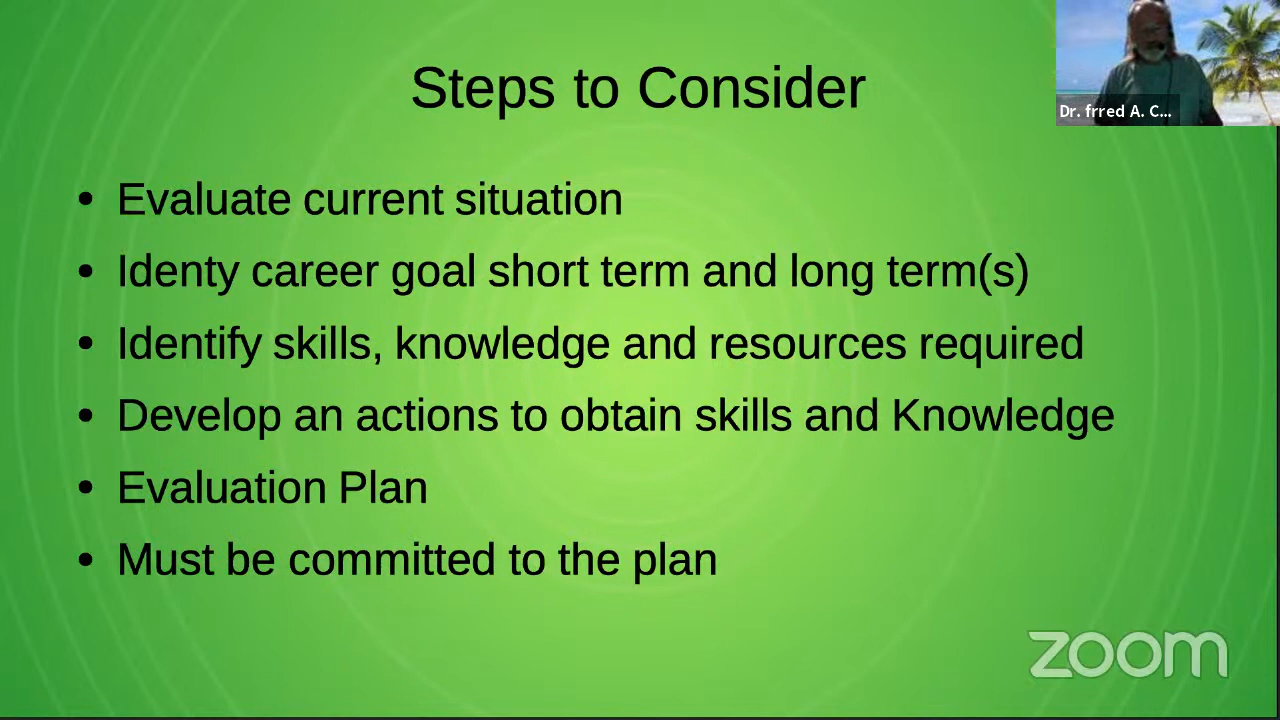 Steps to Consider
Dr. frred A. C...
• Evaluate current situation
• Identy career goal short term and long term(s)
• Identify skills, knowledge and resources required
• Develop an actions to obtain skills and Knowledge
• Evaluation Plan
• Must be committed to the plan
zoom